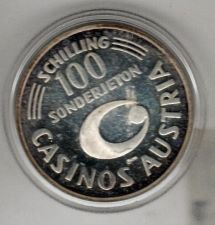 SCHILLING
100
SONDERJETON
CASINOS AUSTRIA